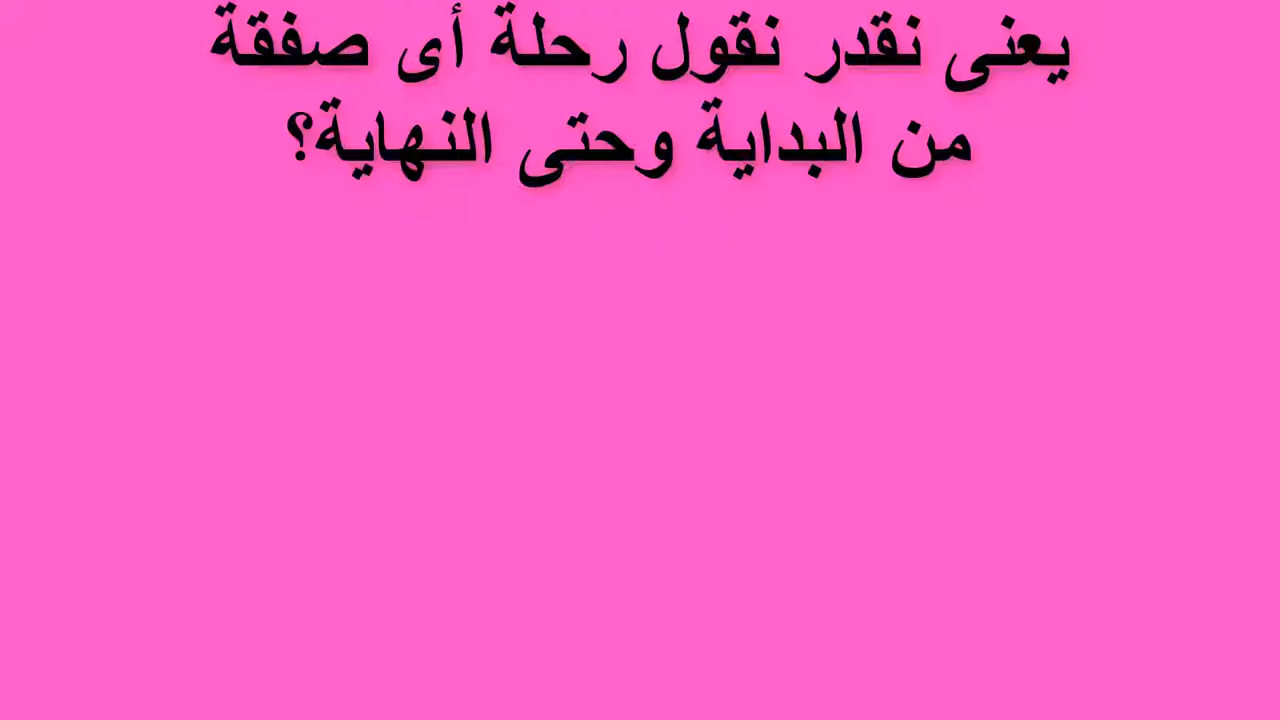 يعنى نقدر نقول رحلة أى صفقة
من البداية وحتى النهاية؟